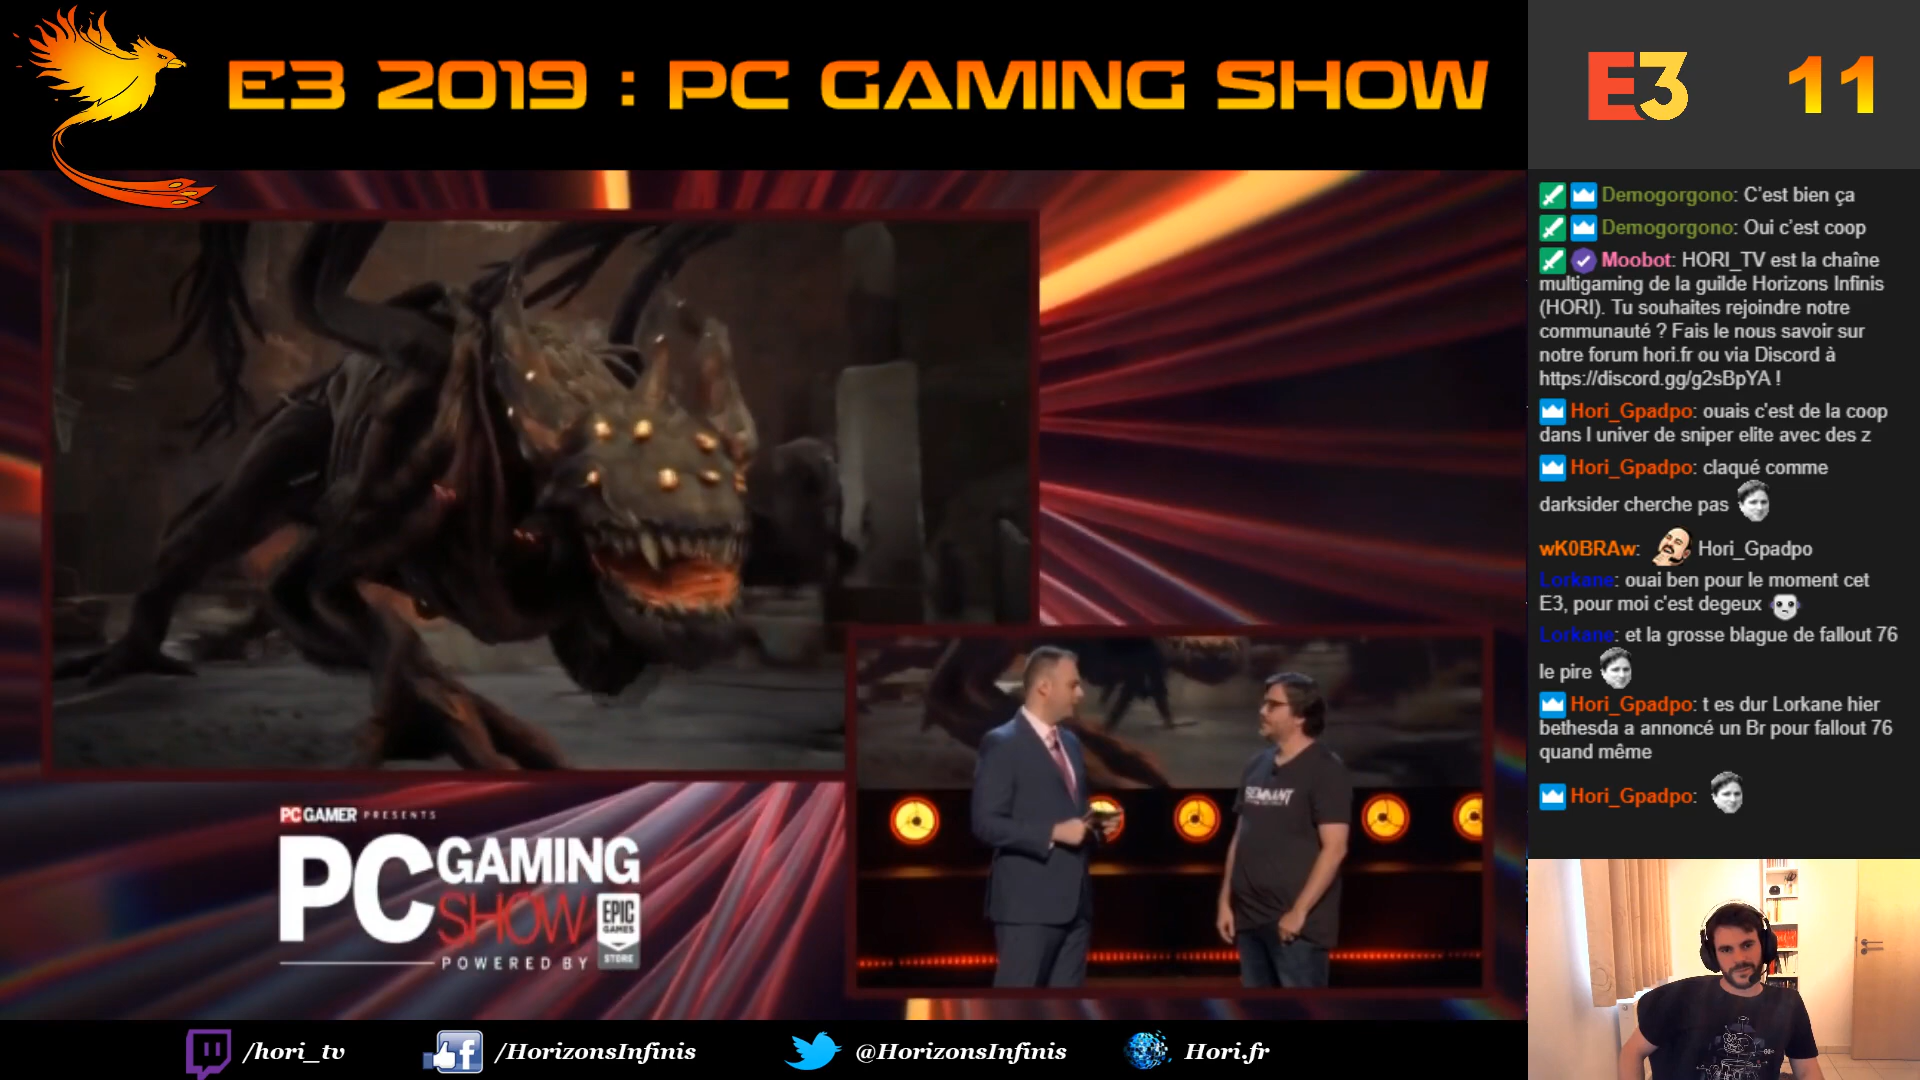 E3 2019 : PC GAMING SHOW
E3
11
Demogorgono: C'est bien ça
Demogorgono: Oui c'est coop
Moobot: HORI_TV est la chaîne
multigaming de la guilde Horizons Infinis
(HORI). Tu souhaites rejoindre notre
communauté ? Fais le nous savoir sur
notre forum hori.fr ou via Discord à
https://discord.gg/g2sBpYA !
Hori_Gpadpo: ouais c'est de la coop
dans l univer de sniper elite avec des z
Hori_Gpadpo: claqué comme
darksider cherche pas
wK0BRAw: Hori_Gpadpo
Lorkane: ouai ben pour le moment cet
E3, pour moi c'est degeux
Lorkane: et la grosse blague de fallout 76
le pire
Hori_Gpadpo: t es dur Lorkane hier
bethesda a annoncé un Br pour fallout 76
quand même
Hori_Gpadpo:
PC GAMER PRESENTS
PC GAMING
SHOW
EPIC
GAMES
STORE
POWERED BY
REMNANT
/hori_tv
/HorizonsInfinis
@HorizonsInfinis
Hori.fr